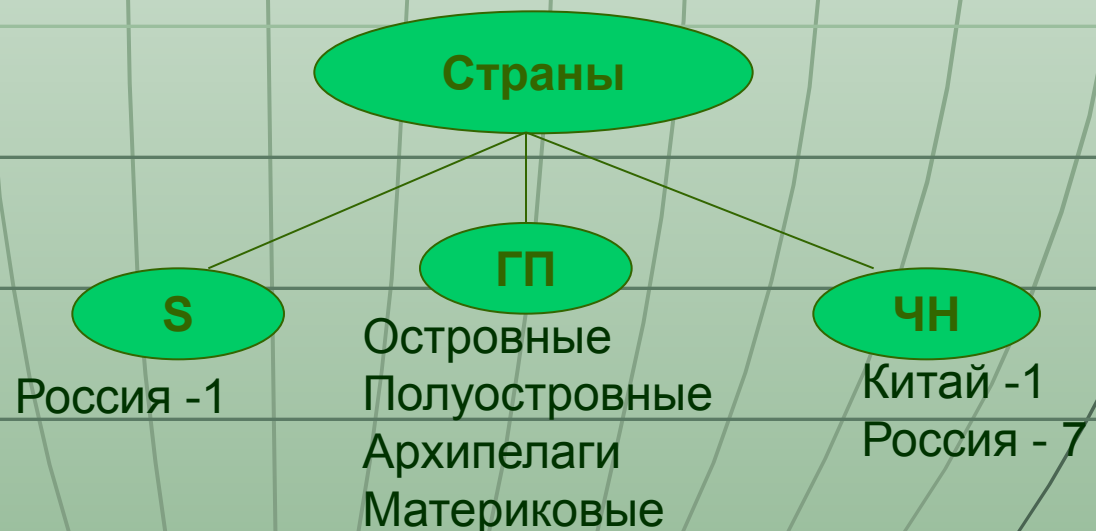 Страны
S
Россия -1
ГП
Островные
Полуостровные
Архипелаги
Материковые
ЧН
Китай -1
Россия - 7